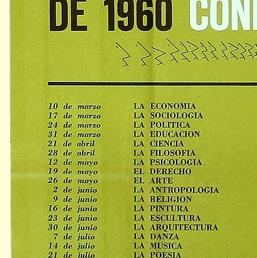 DE 1960 CON
10 de marzo LA ECONOMIA
17 de marzo LA SOCIOLOGIA
24 de marzo LA POLITICA
31 de marzo LA EDUCACION
21 de abril LA CIENCIA
28 de abril LA FILOSOFIA
12 de mayo LA PSICOLOGIA
19 de mayo EL DERECHO
26 de mayo EL ARTE
2 de junio LA ANTROPOLOGIA
9 de junio LA RELIGION
16 de junio LA PINTURA
23 de junio LA ESCULTURA
30 de junio LA ARQUITECTURA
7 de julio LA DANZA
14 de julio LA MUSICA
21 de julio LA POESIA